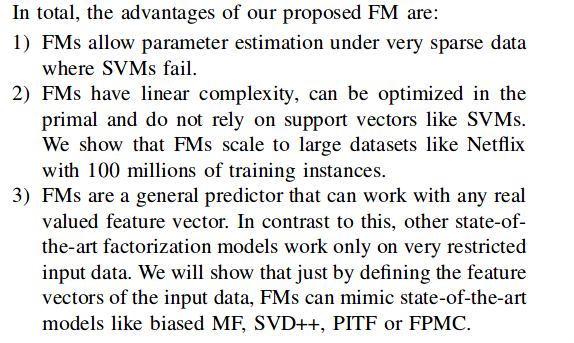 In total, the advantages of our proposed FM are:
1) FMs allow parameter estimation under very sparse data
where SVMs fail.
2) FMs have linear complexity, can be optimized in the
primal and do not rely on support vectors like SVMs.
We show that FMs scale to large datasets like Netflix
with 100 millions of training instances.
3) FMs are a general predictor that can work with any real
valued feature vector. In contrast to this, other state-of-
the-art factorization models work only on very restricted
input data. We will show that just by defining the feature
vectors of the input data, FMs can mimic state-of-the-art
models like biased MF, SVD++, PITF or FPMC.